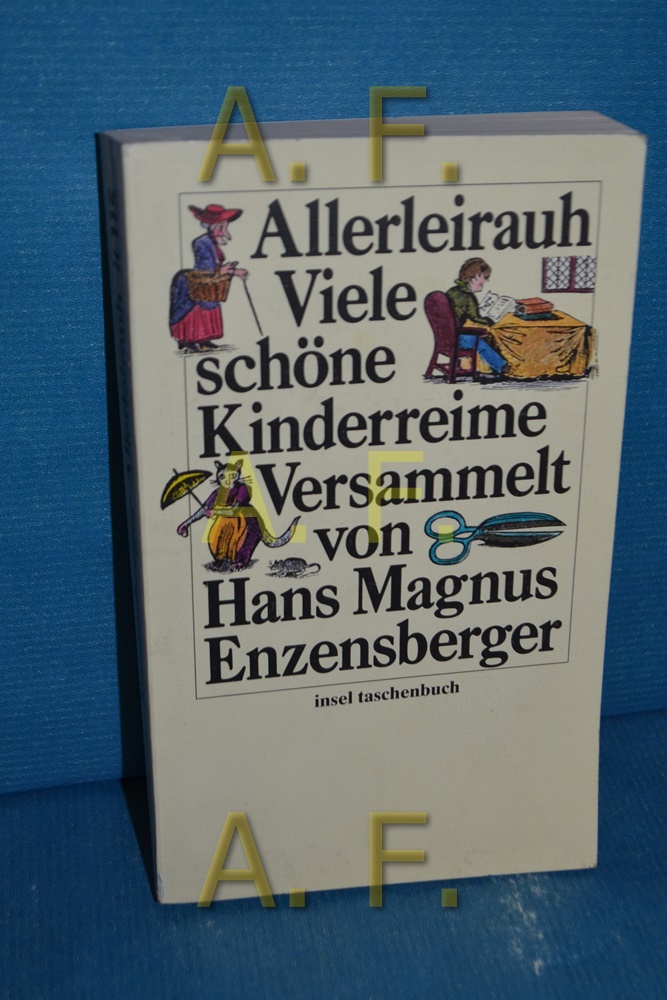 A. F.
Allerleirauh
Viele
schöne
Kinderreime
Versammelt
A. F.
von
Hans Magnus
Enzensberger
insel taschenbuch
A. F.